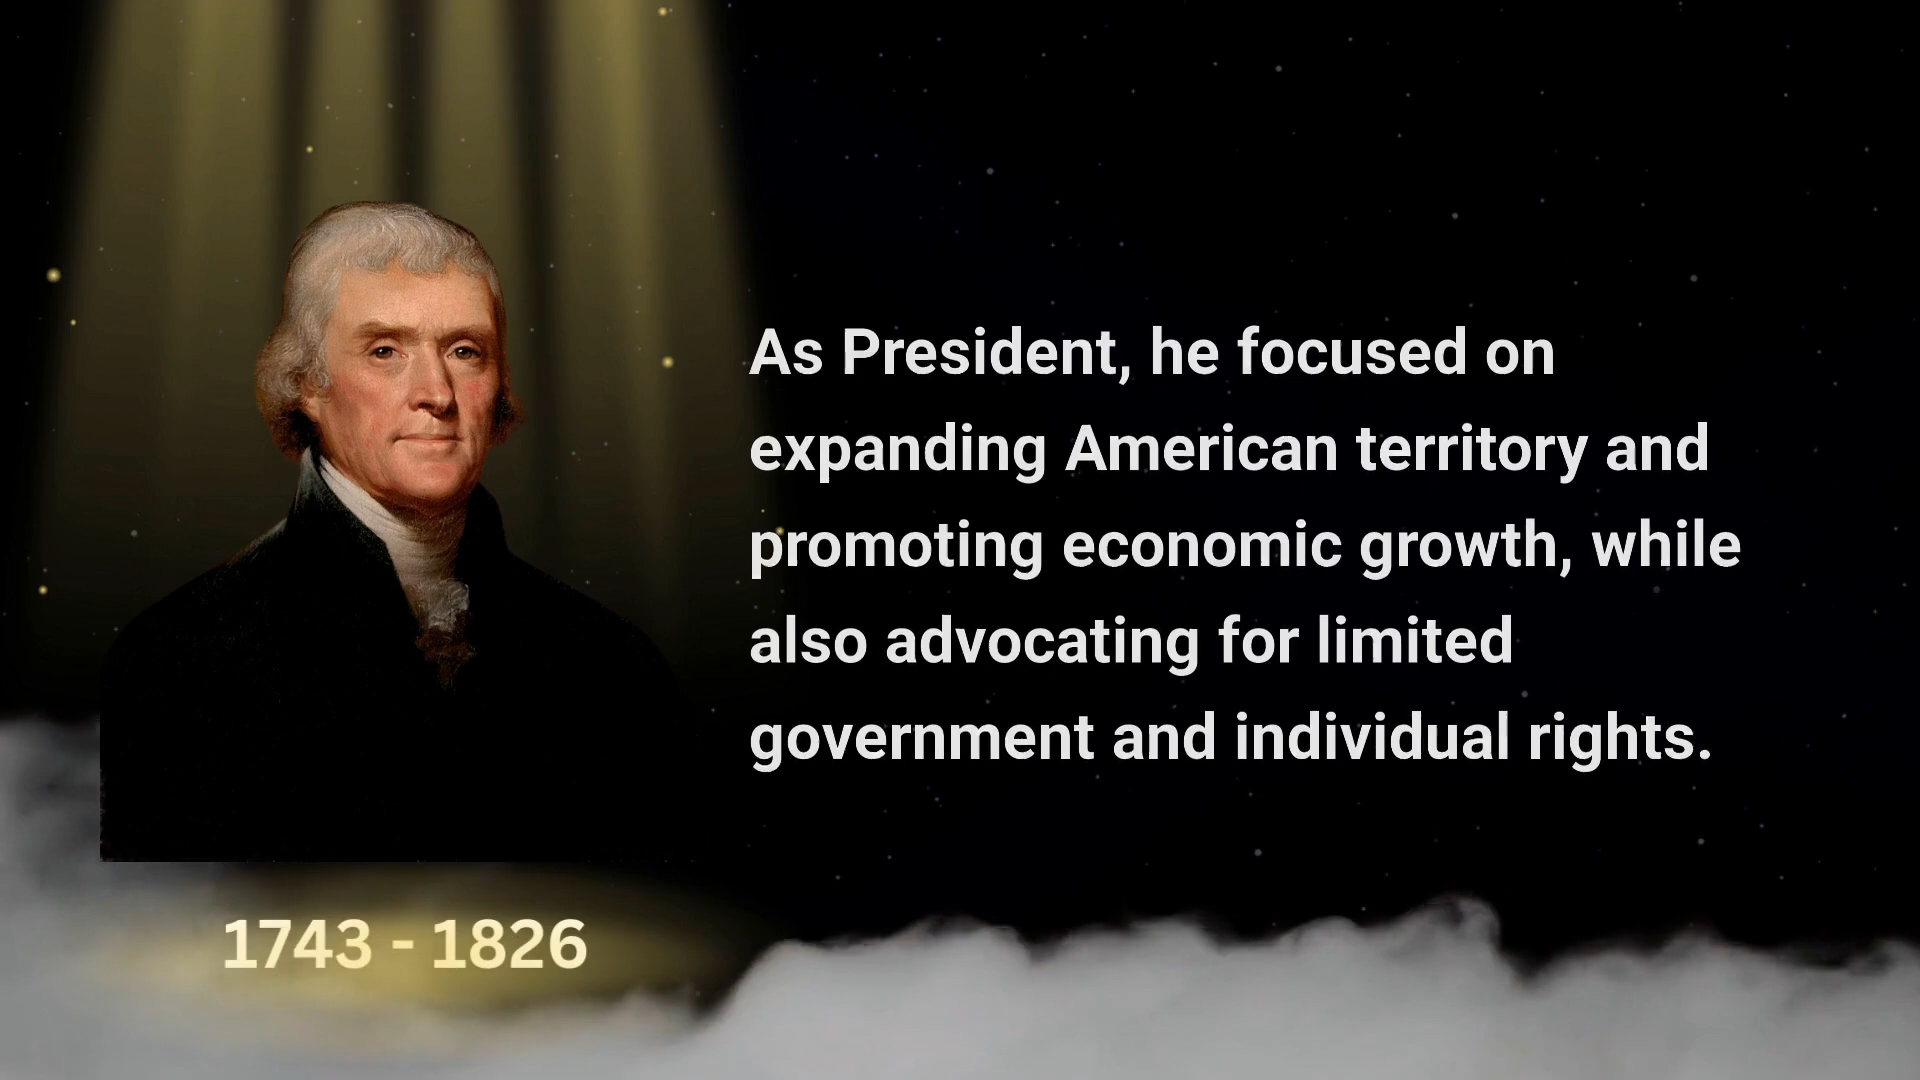 As President, he focused on
expanding American territory and
promoting economic growth, while
also advocating for limited
government and individual rights.
1743 - 1826